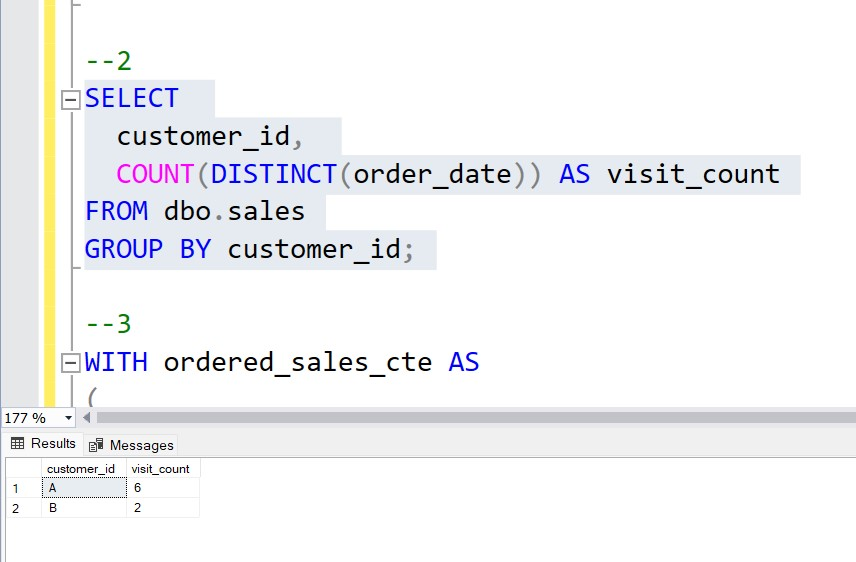 --2
SELECT
customer_id,
COUNT(DISTINCT(order_date)) AS visit_count
FROM dbo.sales
GROUP BY customer_id;
--3
WITH ordered_sales_cte AS
(
177 %
Results Messages
customer_id visit_count
1 A 6
2 B 2